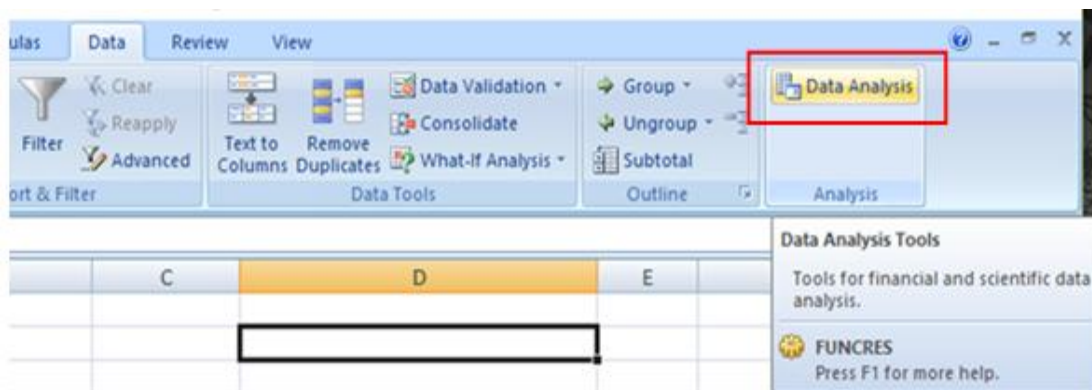 ulas Data Review View
Clear
Reapply
Filter
Advanced
Text to Columns
Remove Duplicates
Data Validation
Consolidate
What-If Analysis
Group
Ungroup
Subtotal
Data Analysis
ort & Filter Data Tools Outline Analysis
C D E
Data Analysis Tools
Tools for financial and scientific data
analysis.
FUNCRES
Press F1 for more help.